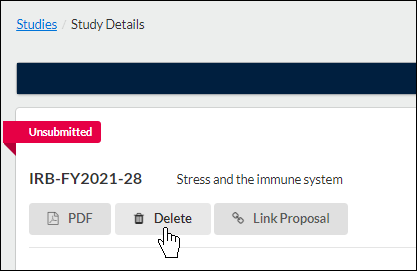 Studies / Study Details
Unsubmitted
IRB-FY2021-28 Stress and the immune system
PDF Delete Link Proposal